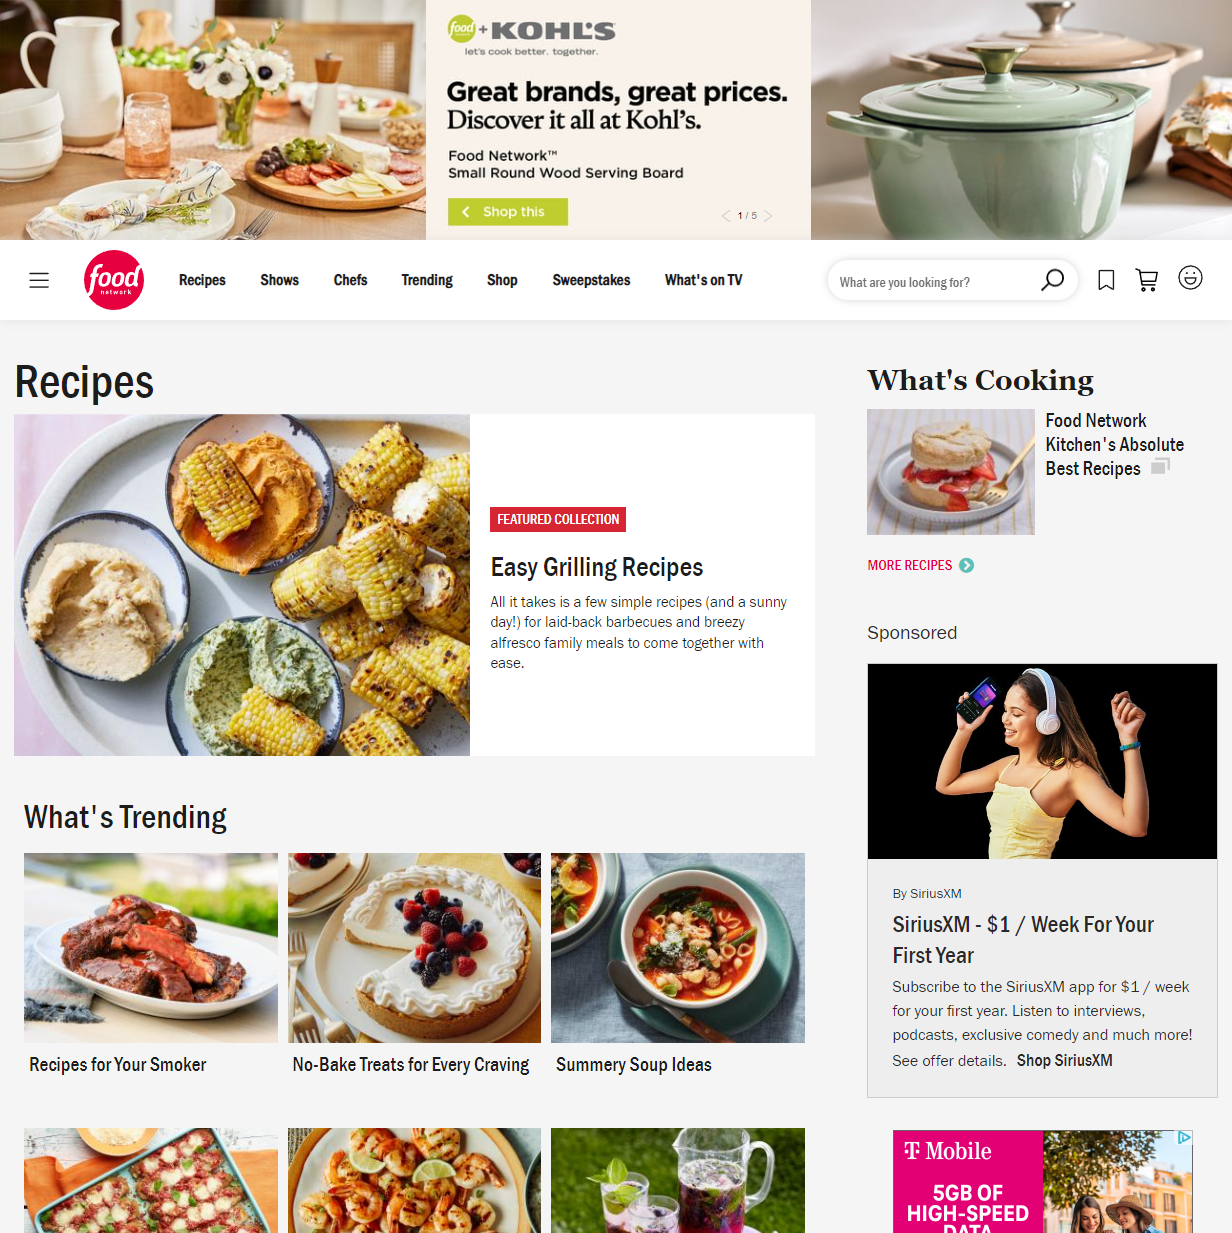 food + KOHL'S
let's cook better. together.
Great brands, great prices.
Discover it all at Kohl's.
Food Network™
Small Round Wood Serving Board
Shop this
1 / 5
food
network
Recipes
Shows
Chefs
Trending
Shop
Sweepstakes
What's on TV
What are you looking for?
Recipes
FEATURED COLLECTION
Easy Grilling Recipes
All it takes is a few simple recipes (and a sunny
day!) for laid-back barbecues and breezy
alfresco family meals to come together with
ease.
What's Trending
Recipes for Your Smoker
No-Bake Treats for Every Craving
Summery Soup Ideas
What's Cooking
Food Network
Kitchen's Absolute
Best Recipes
MORE RECIPES
Sponsored
By SiriusXM
SiriusXM - $1 / Week For Your
First Year
Subscribe to the SiriusXM app for $1 / week
for your first year. Listen to interviews,
podcasts, exclusive comedy and much more!
See offer details. Shop SiriusXM
T Mobile
5GB OF
HIGH-SPEED
DATA